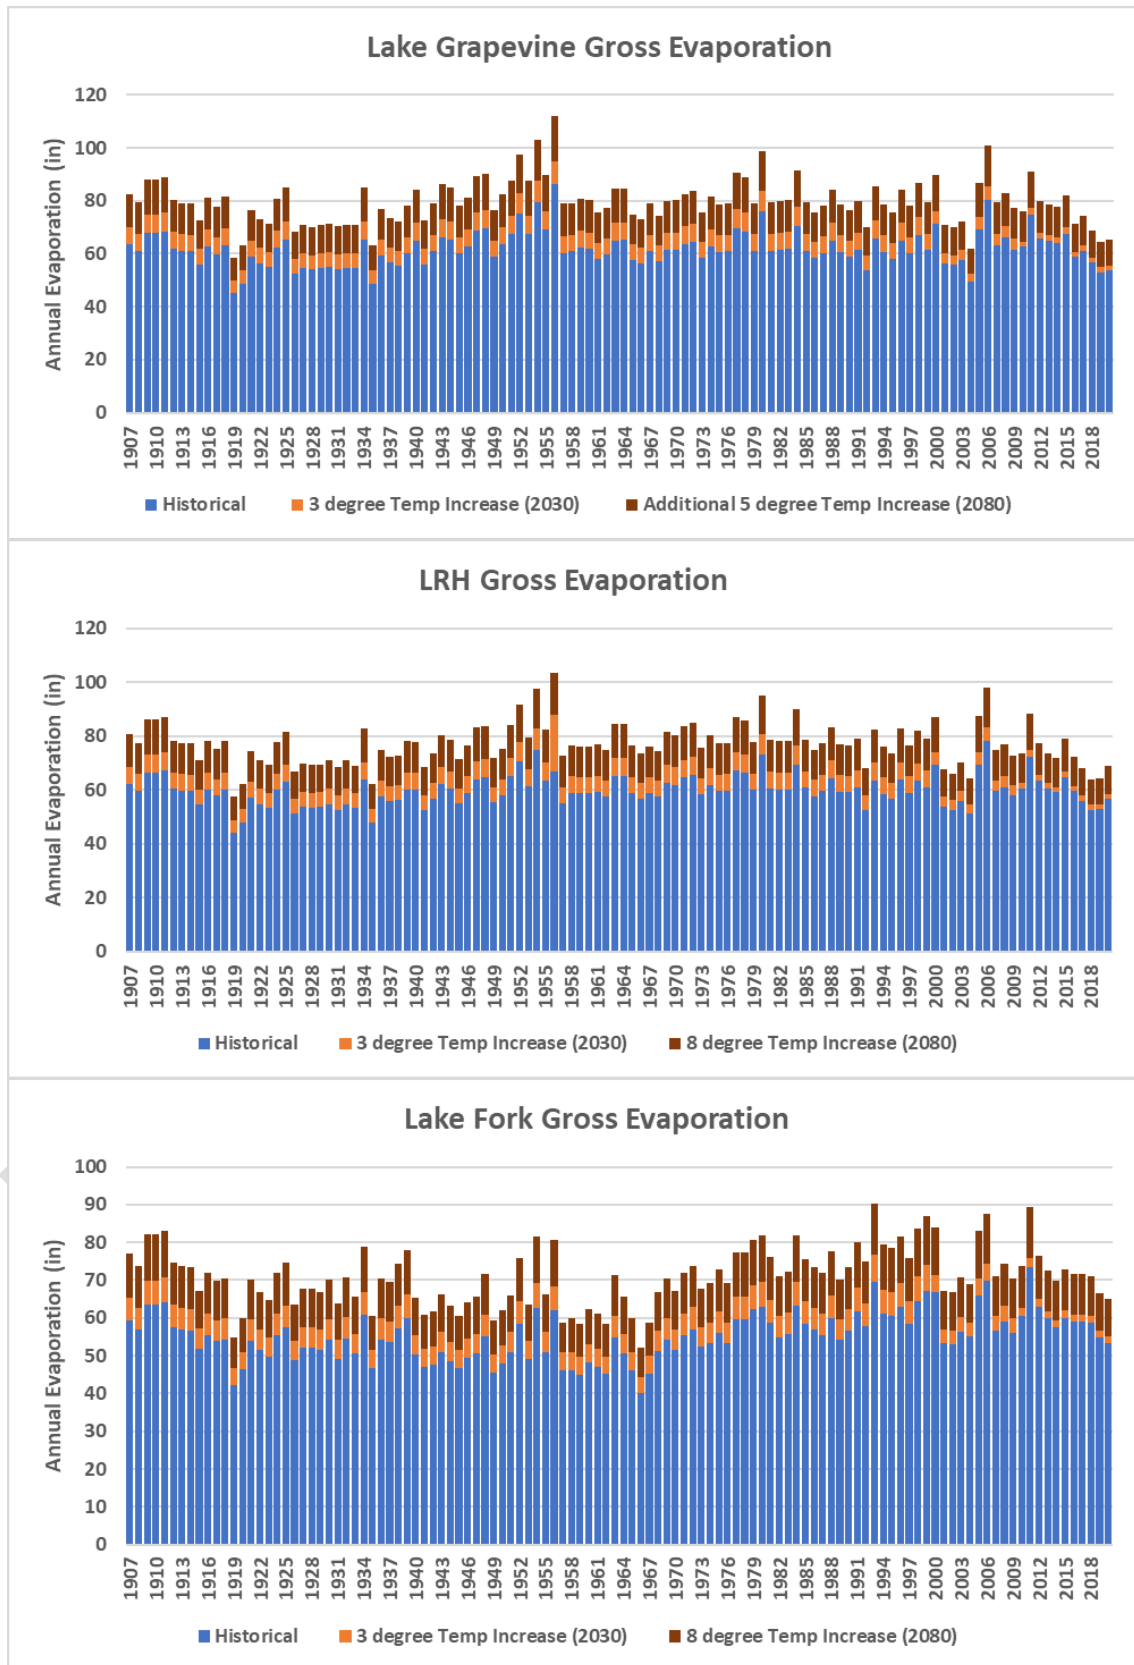 Lake Grapevine Gross Evaporation
Annual Evaporation (in)
120
100
80
60
40
20
0
1907 1910 1913 1916 1919 1922 1925 1928 1931 1934 1937 1940 1943 1946 1949 1952 1955 1958 1961 1964 1967 1970 1973 1976 1979 1982 1985 1988 1991 1994 1997 2000 2003 2006 2009 2012 2015 2018
Historical 3 degree Temp Increase (2030) Additional 5 degree Temp Increase (2080)
LRH Gross Evaporation
Annual Evaporation (in)
120
100
80
60
40
20
0
1907 1910 1913 1916 1919 1922 1925 1928 1931 1934 1937 1940 1943 1946 1949 1952 1955 1958 1961 1964 1967 1970 1973 1976 1979 1982 1985 1988 1991 1994 1997 2000 2003 2006 2009 2012 2015 2018
Historical 3 degree Temp Increase (2030) 8 degree Temp Increase (2080)
Lake Fork Gross Evaporation
Annual Evaporation (in)
100
90
80
70
60
50
40
30
20
10
0
1907 1910 1913 1916 1919 1922 1925 1928 1931 1934 1937 1940 1943 1946 1949 1952 1955 1958 1961 1964 1967 1970 1973 1976 1979 1982 1985 1988 1991 1994 1997 2000 2003 2006 2009 2012 2015 2018
Historical 3 degree Temp Increase (2030) 8 degree Temp Increase (2080)